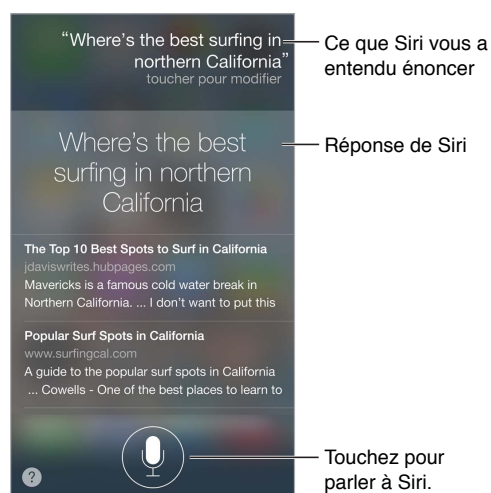 “Where’s the best surfing in
northern California”
toucher pour modifier
Ce que Siri vous a
entendu énoncer
Where’s the best
surfing in northern
California
Réponse de Siri
The Top 10 Best Spots to Surf in California
jdaviswrites.hubpages.com
Mavericks is a famous cold water break in
Northern California. ... I don’t want to put this
Popular Surf Spots in California
www.surfingcal.com
A guide to the popular surf spots in California
... Cowells - One of the best places to learn to
?
Touchez pour
parler à Siri.